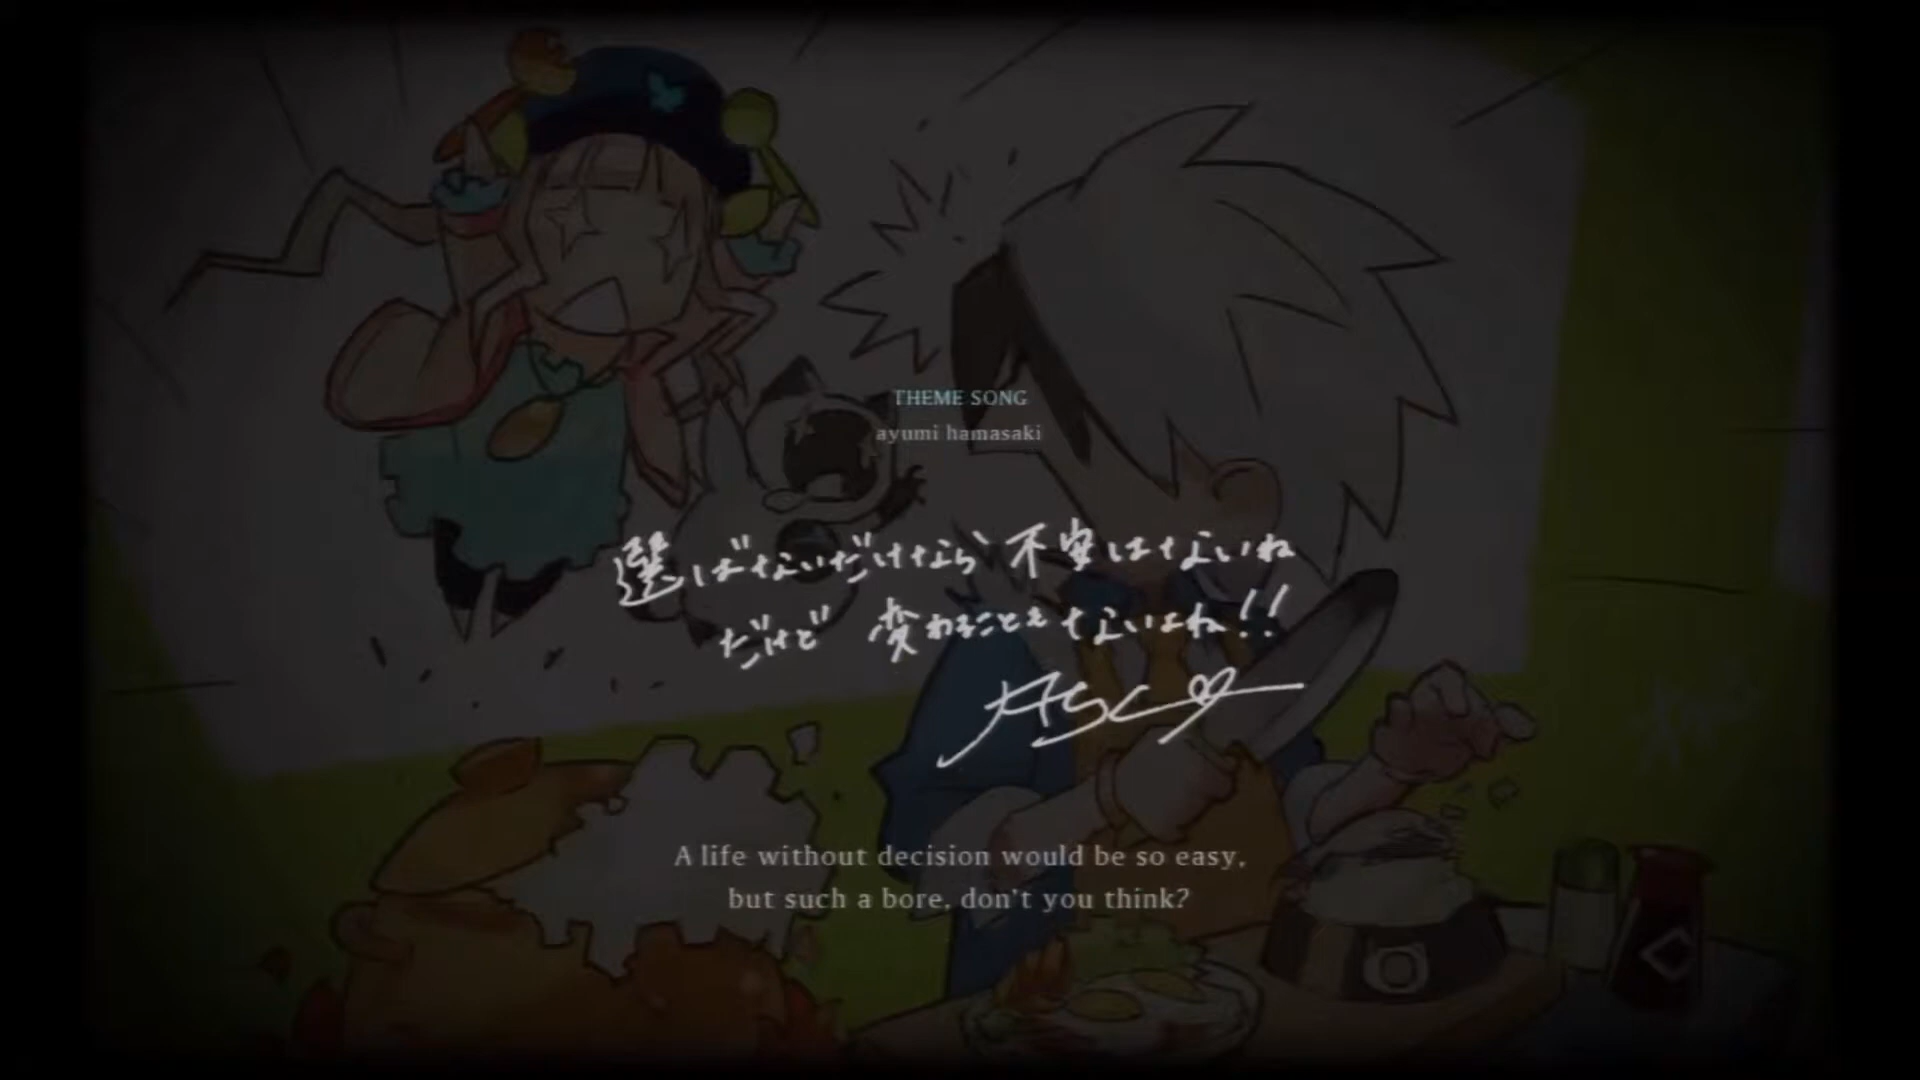 THEME SONG
ayumi hamasaki
選ばないだけなら 不安はないね
だけど 変わることもないよね!!
A life without decision would be so easy,
but such a bore, don't you think?